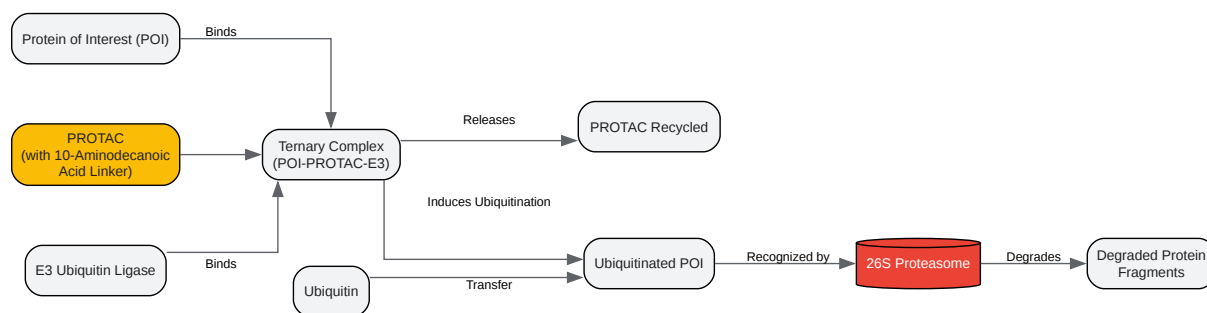 Protein of Interest (POI)
Binds
PROTAC
(with 10-Aminodecanoic
Acid Linker)
Ternary Complex
(POI-PROTAC-E3)
Releases
PROTAC Recycled
Induces Ubiquitination
E3 Ubiquitin Ligase
Binds
Ubiquitin
Transfer
Ubiquitinated POI
Recognized by
26S Proteasome
Degrades
Degraded Protein
Fragments